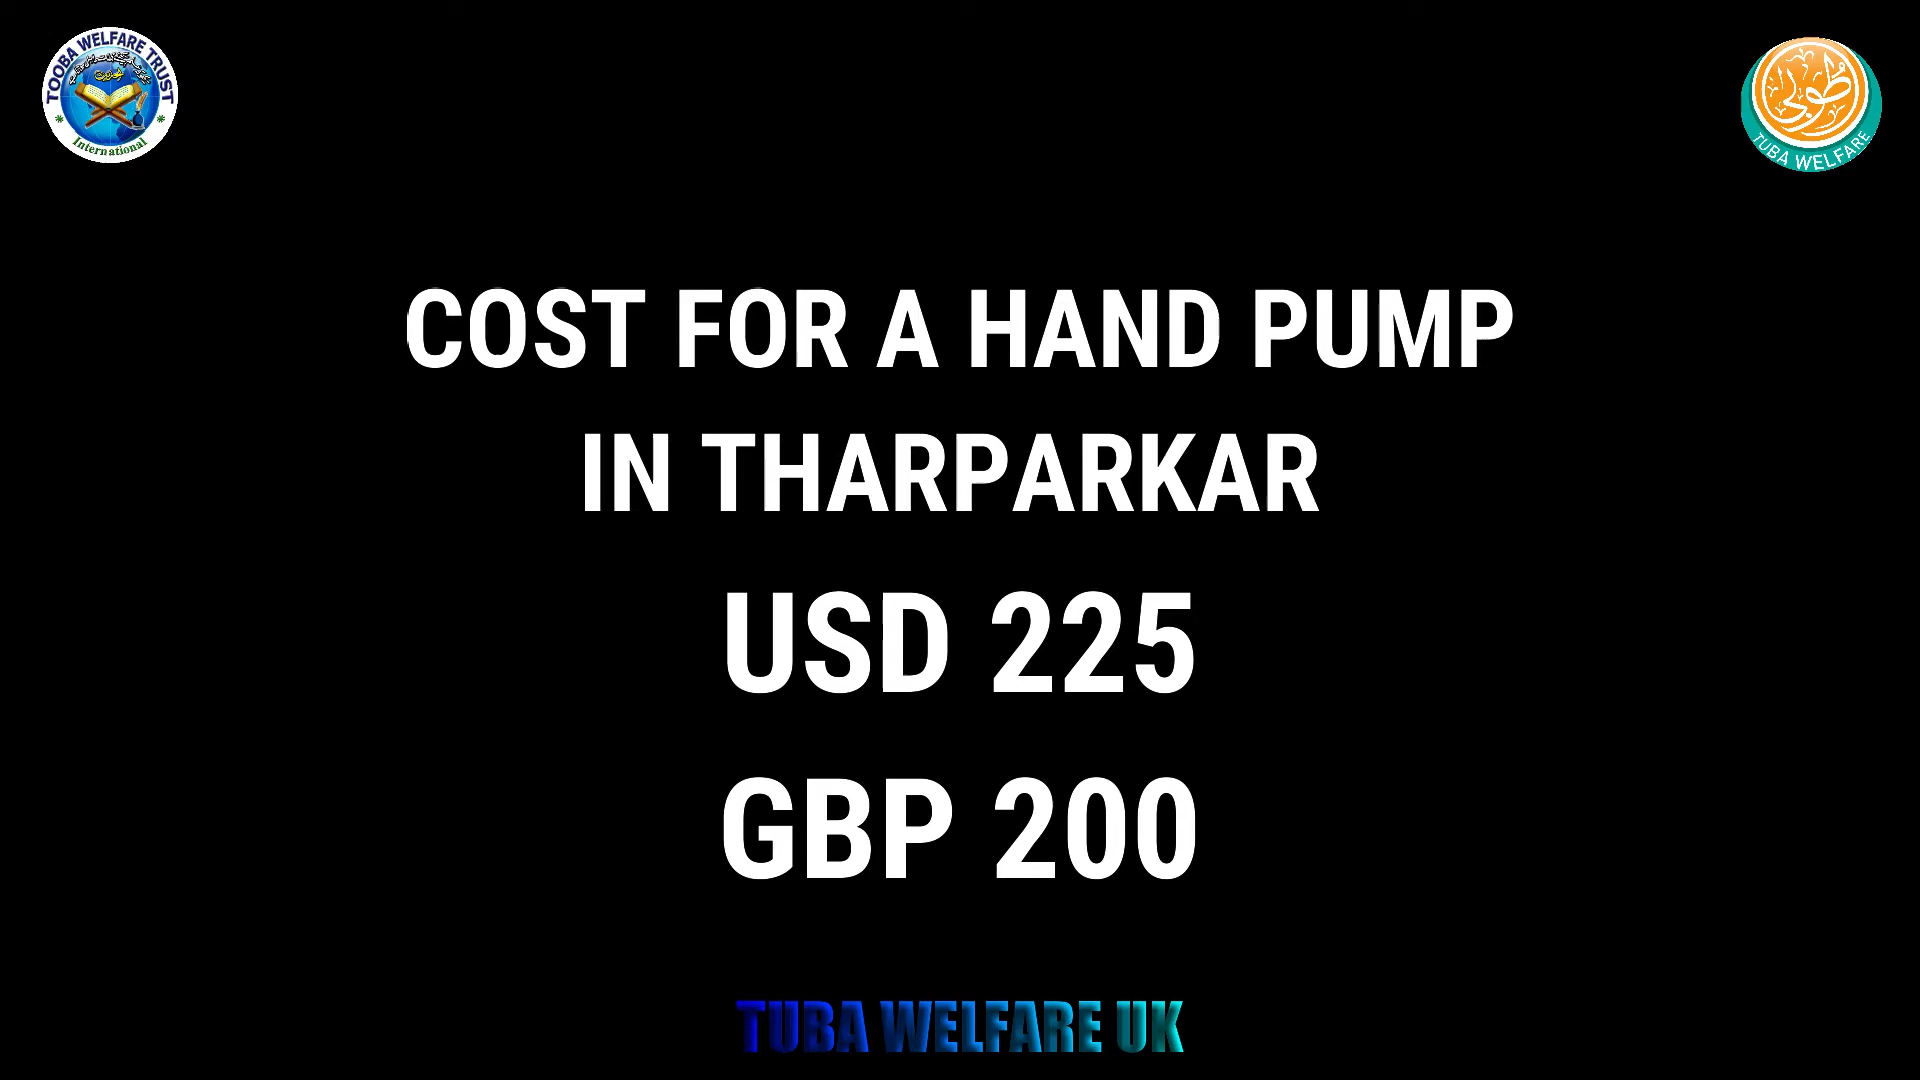 TOOBA WELFARE TRUST
International
طوبى
TUBA WELFARE
COST FOR A HAND PUMP
IN THARPARKAR
USD 225
GBP 200
TUBA WELFARE UK